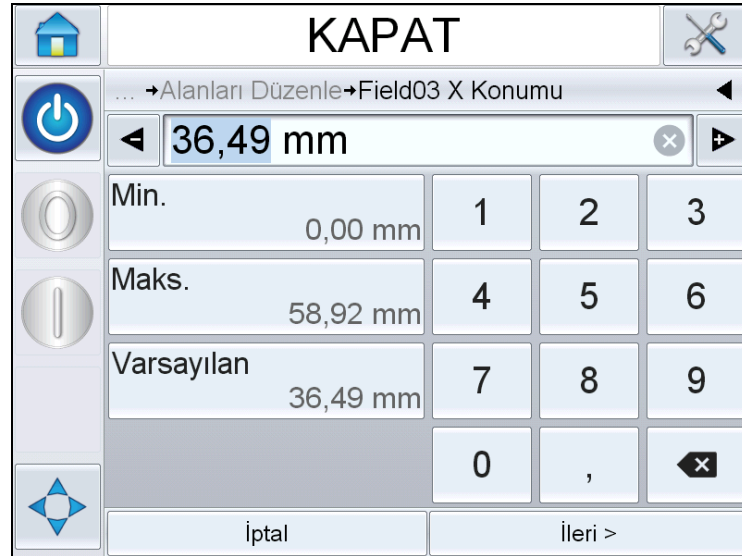 KAPAT
... →Alanları Düzenle→Field03 X Konumu
36,49 mm
Min.
0,00 mm
1 2 3
Maks.
58,92 mm
4 5 6
Varsayılan
36,49 mm
7 8 9
0 ,
İptal
İleri >